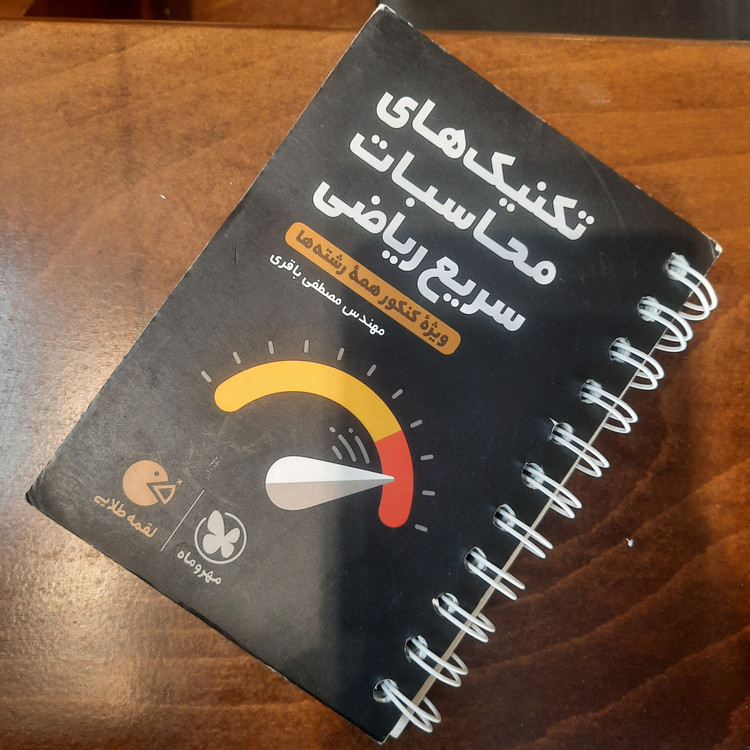 تکنیک‌های
محاسبات
سریع ریاضی
ویژهٔ کنکور همهٔ رشته‌ها
مهندس مصطفی باقری
مهروماه
لقمه طلایی